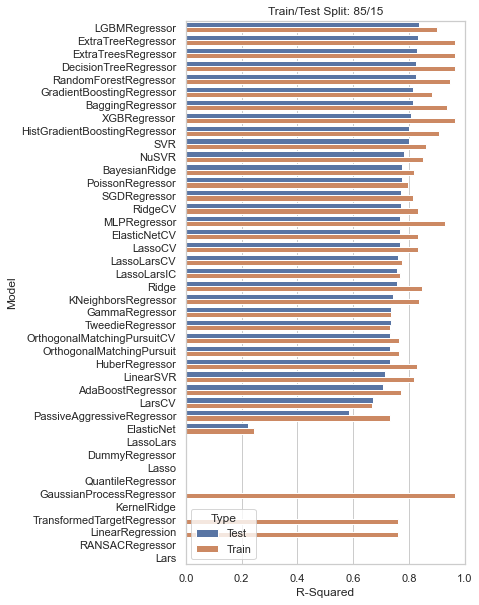 Train/Test Split: 85/15
LGBMRegressor
ExtraTreeRegressor
ExtraTreesRegressor
DecisionTreeRegressor
RandomForestRegressor
GradientBoostingRegressor
BaggingRegressor
XGBRegressor
HistGradientBoostingRegressor
SVR
NuSVR
BayesianRidge
PoissonRegressor
SGDRegressor
RidgeCV
MLPRegressor
ElasticNetCV
LassoCV
LassoLarsCV
LassoLarsIC
Ridge
KNeighborsRegressor
GammaRegressor
TweedieRegressor
OrthogonalMatchingPursuitCV
OrthogonalMatchingPursuit
HuberRegressor
LinearSVR
AdaBoostRegressor
LarsCV
PassiveAggressiveRegressor
ElasticNet
LassoLars
DummyRegressor
Lasso
QuantileRegressor
GaussianProcessRegressor
KernelRidge
TransformedTargetRegressor
LinearRegression
RANSACRegressor
Lars
Model
Type
Test
Train
0.0 0.2 0.4 0.6 0.8 1.0
R-Squared